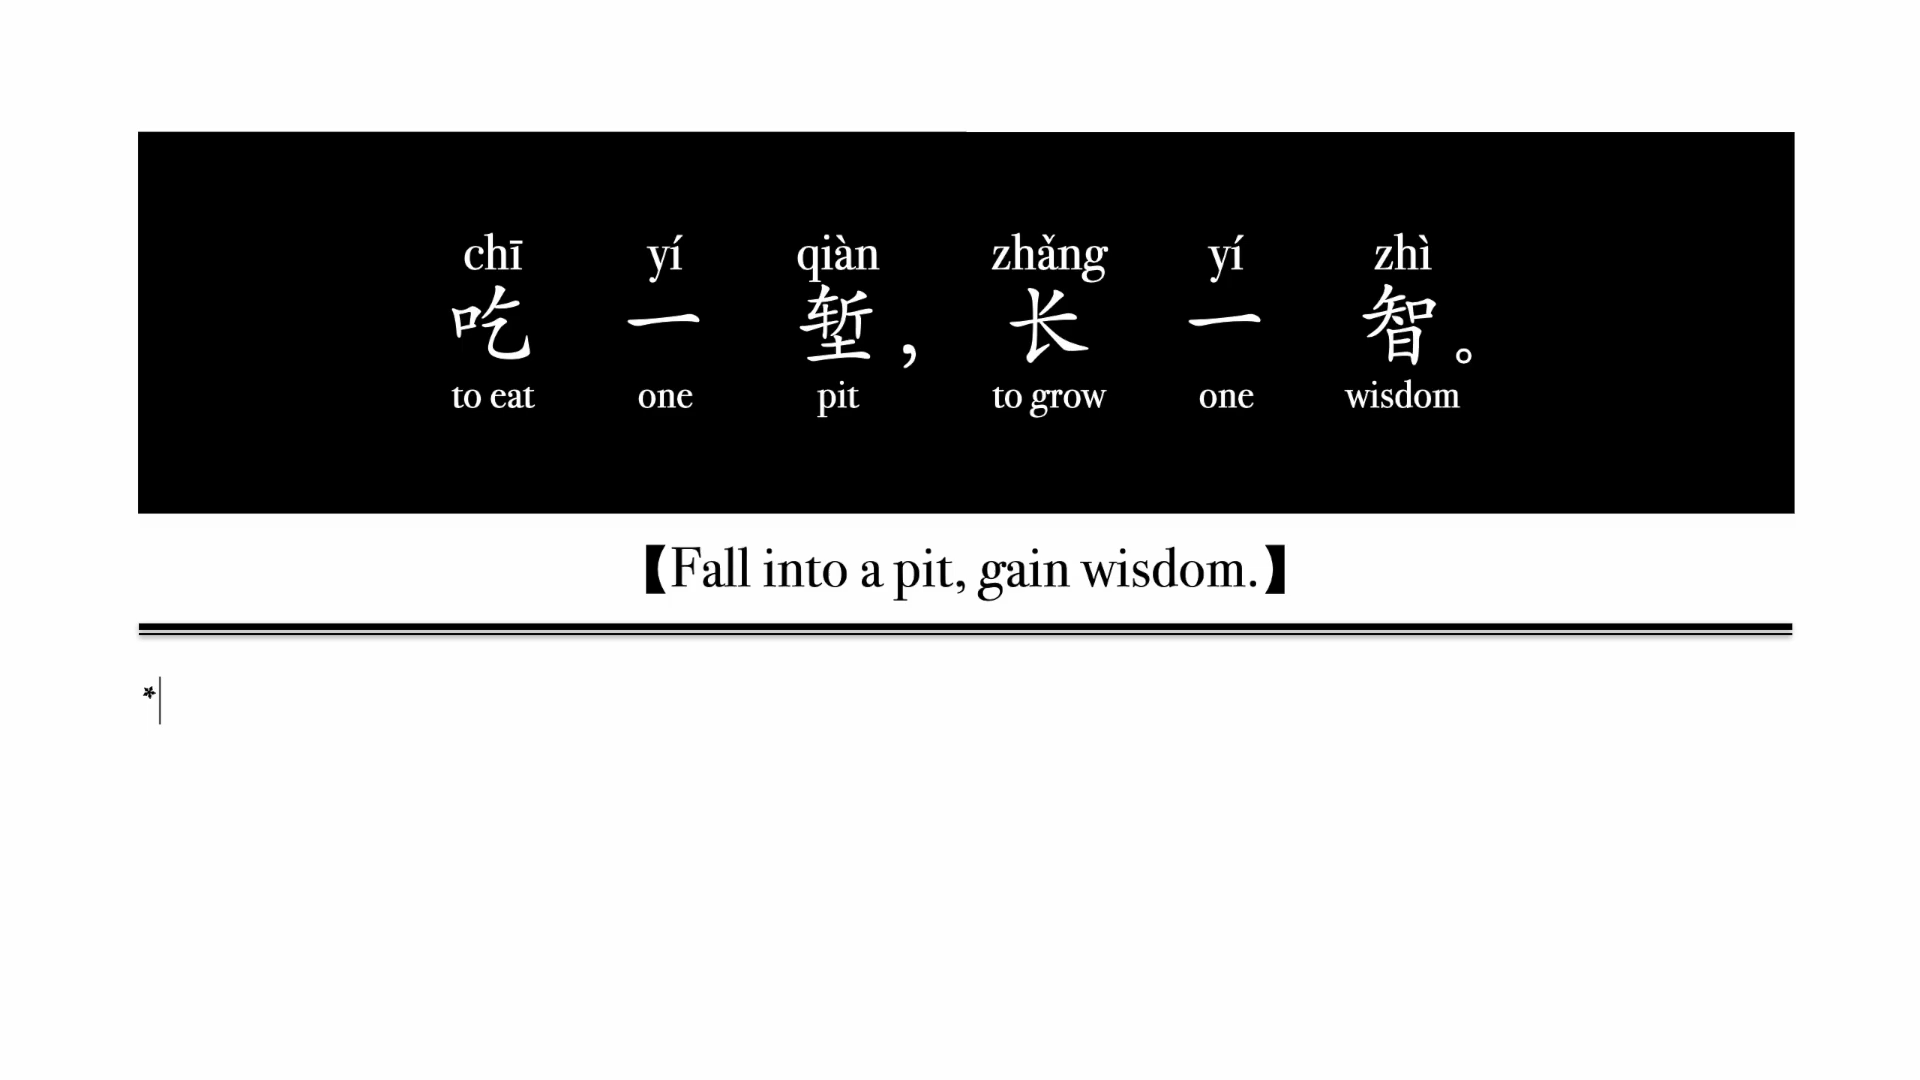 chī yí qiàn zhǎng yí zhì
吃一堑，长一智。
to eat one pit to grow one wisdom
【Fall into a pit, gain wisdom.】
*